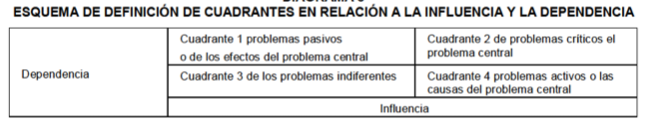 ESQUEMA DE DEFINICIÓN DE CUADRANTES EN RELACIÓN A LA INFLUENCIA Y LA DEPENDENCIA
Dependencia
Cuadrante 1 problemas pasivos
o de los efectos del problema central
Cuadrante 2 de problemas críticos el
problema central
Cuadrante 3 de los problemas indiferentes
Cuadrante 4 problemas activos o las
causas del problema central
Influencia